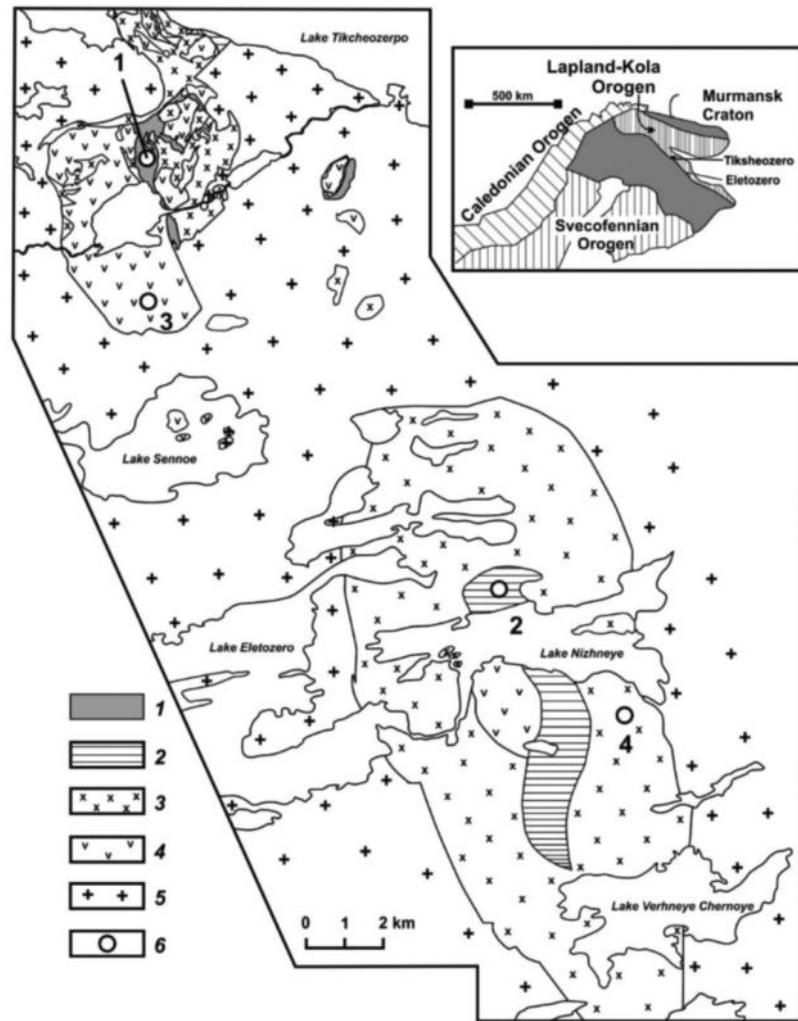 Lake Tikcheozerpo
1
3
500 km
Lapland-Kola
Orogen
Murmansk
Craton
Caledonian Orogen
Tiksheozero
Eletozero
Svecofennian
Orogen
Lake Sennoe
2
Lake Eletozero
Lake Nizhneye
4
1
2
3
4
5
6
0 1 2 km
Lake Verhneye Chernoye